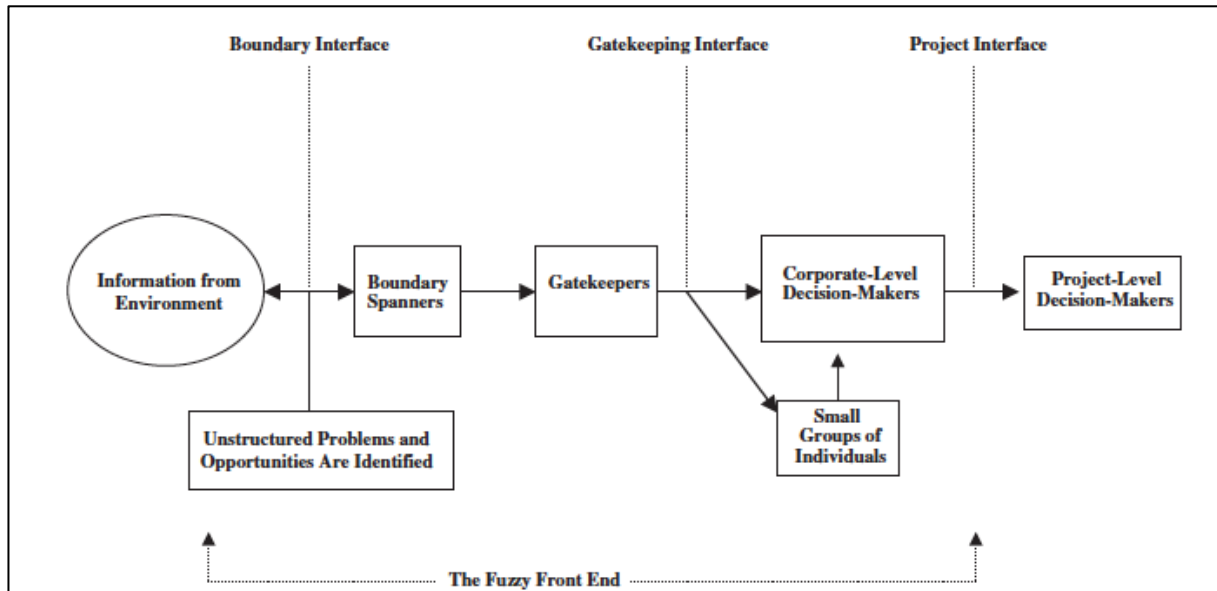 Boundary Interface
Gatekeeping Interface
Project Interface
Information from
Environment
Boundary
Spanners
Gatekeepers
Corporate-Level
Decision-Makers
Project-Level
Decision-Makers
Unstructured Problems and
Opportunities Are Identified
Small
Groups of
Individuals
The Fuzzy Front End